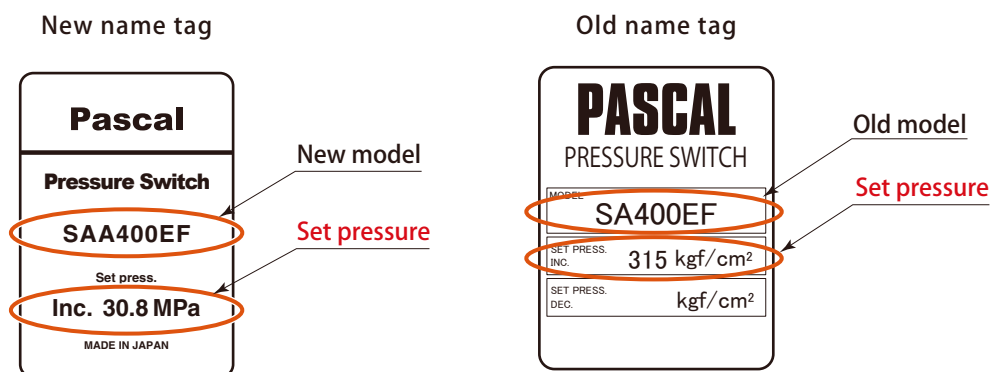 New name tag
Pascal
Pressure Switch
SAA400EF
Set press.
Inc. 30.8 MPa
MADE IN JAPAN
New model
Set pressure
Old name tag
PASCAL
PRESSURE SWITCH
MODEL
SA400EF
SET PRESS.
INC.
315 kgf/cm²
SET PRESS.
DEC.
kgf/cm²
Old model
Set pressure